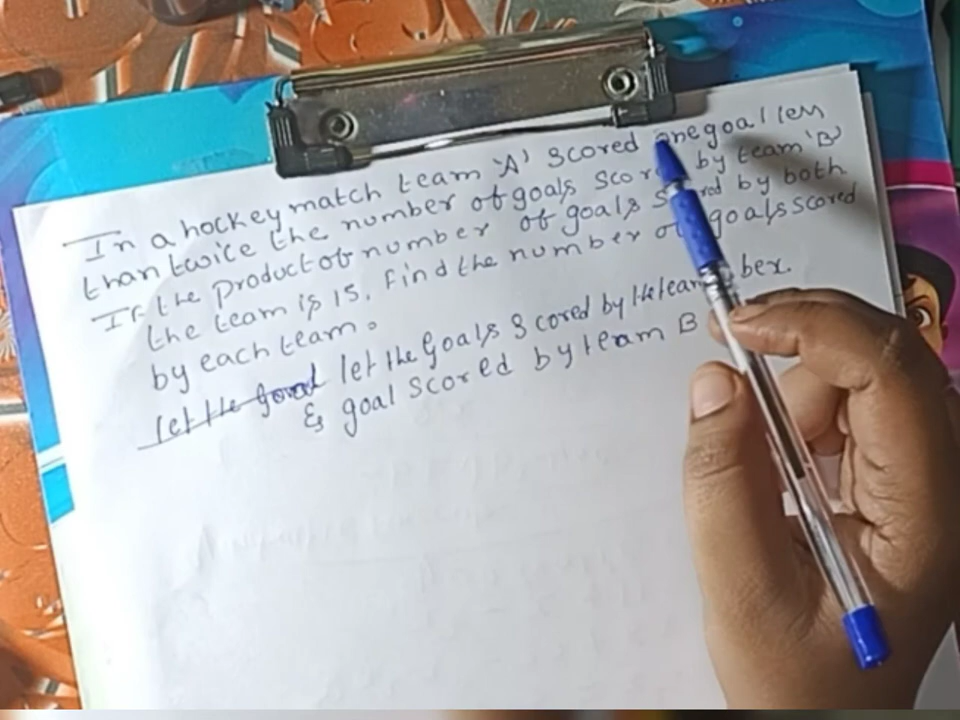 In a hockey match team 'A' scored one goal less
than twice the number of goals scored by team 'B'
If the product of number of goals scored by both
the team is 15. Find the number of goals scored
by each team.
let the let the goals scored by the team be x.
& goal scored by team B